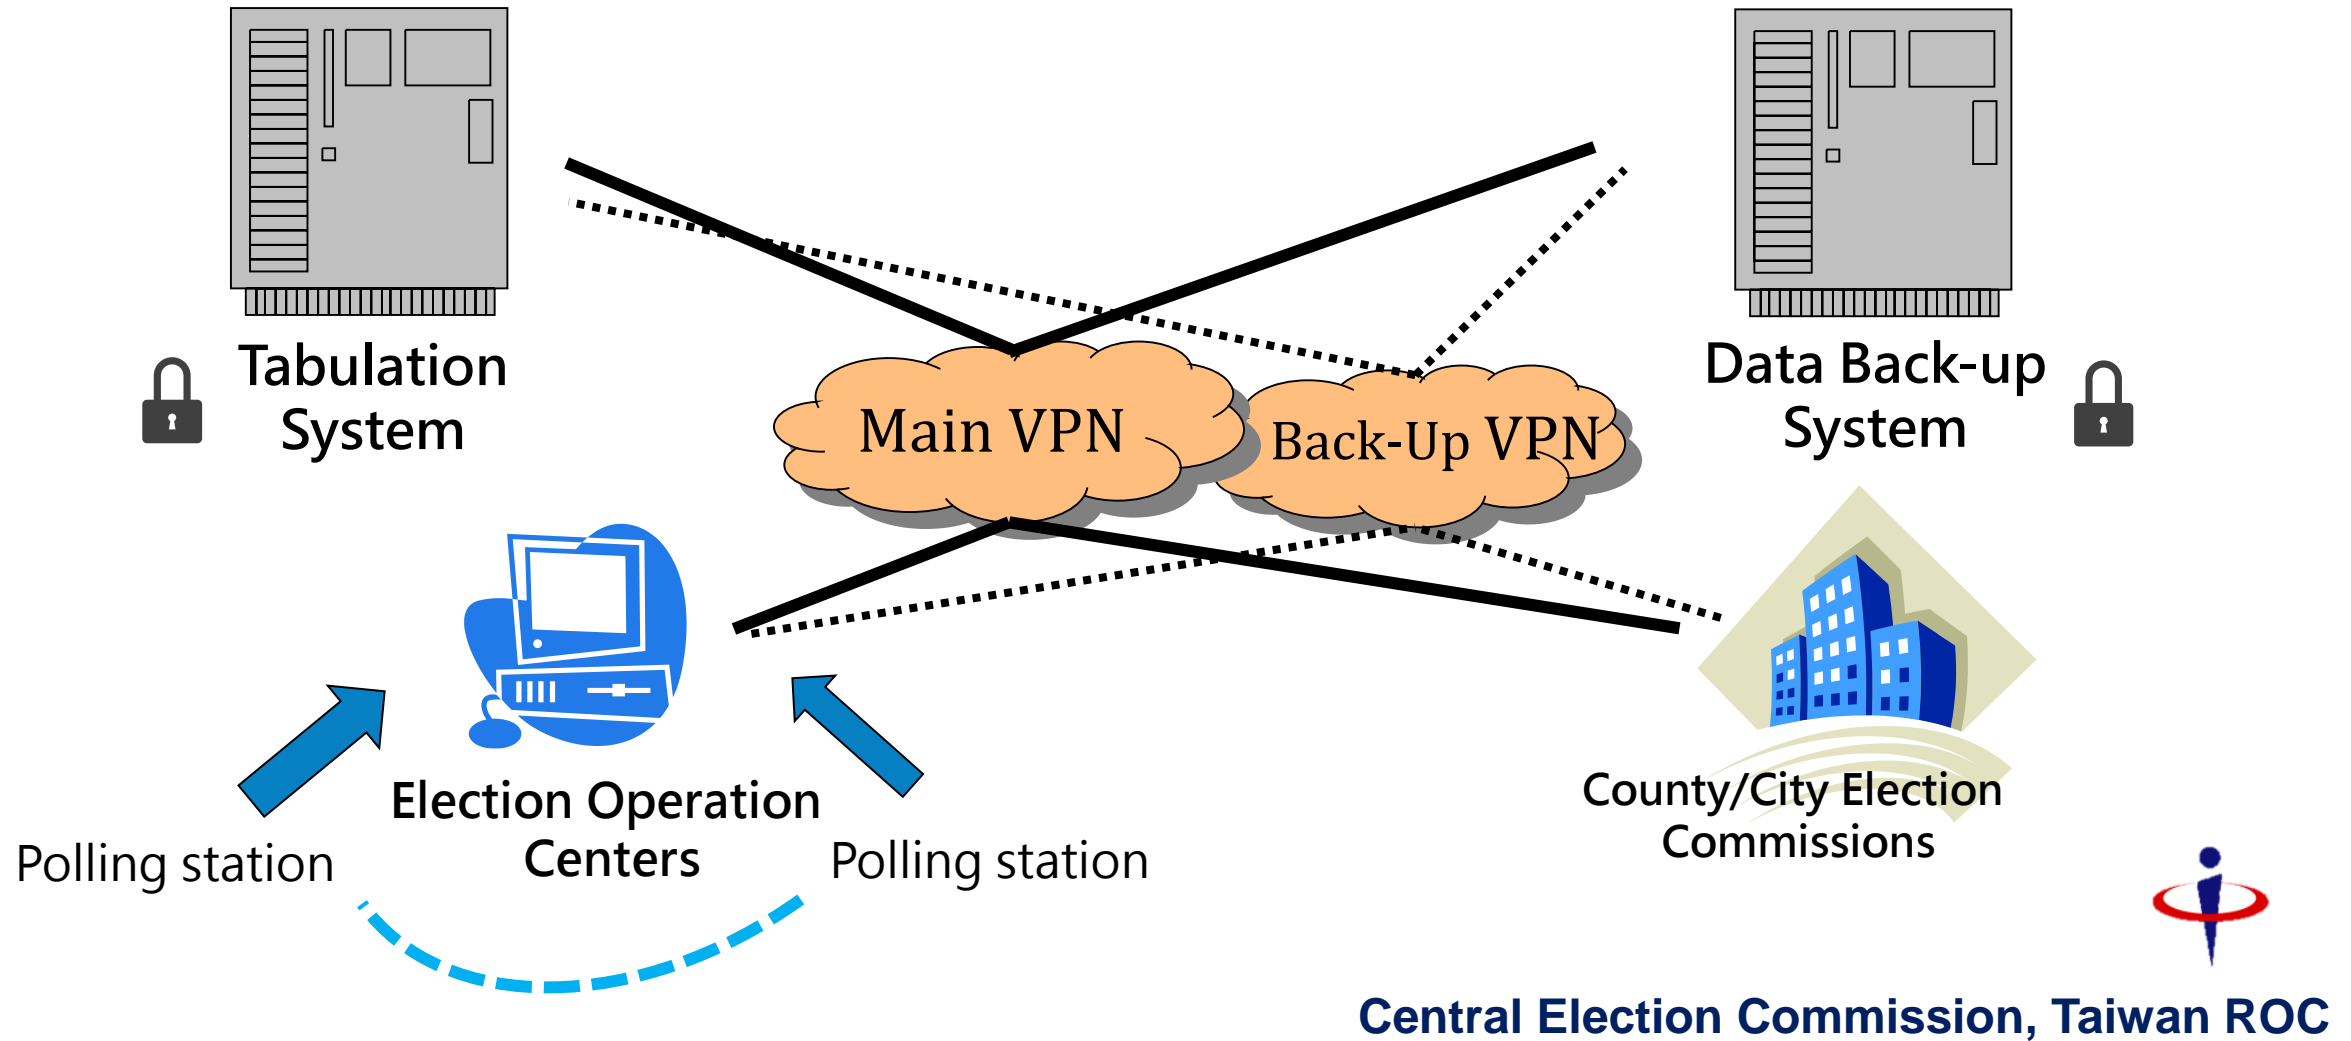 Tabulation
System
Data Back-up
System
Main VPN
Back-Up VPN
Election Operation
Centers
Polling station
Polling station
County/City Election
Commissions
Central Election Commission, Taiwan ROC